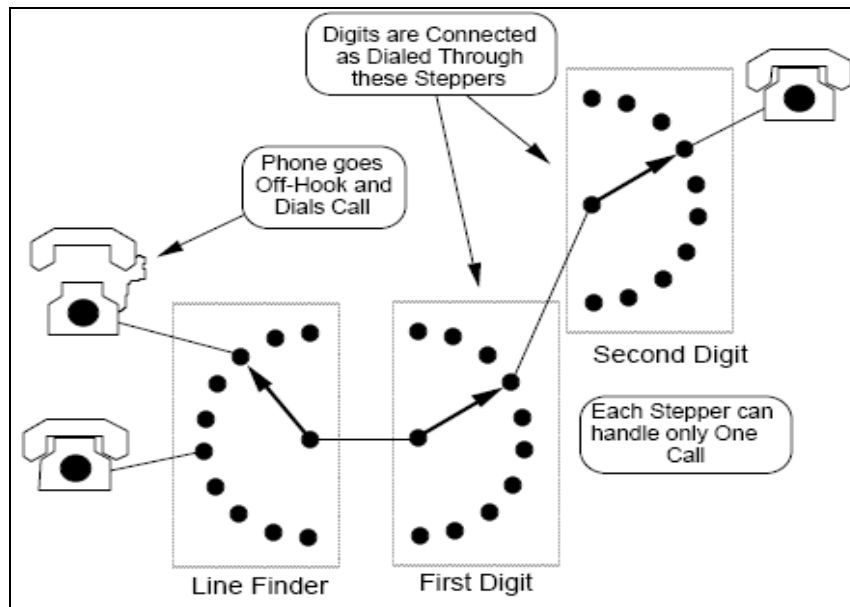 Digits are Connected
as Dialed Through
these Steppers
Phone goes
Off-Hook and
Dials Call
Second Digit
Each Stepper can
handle only One
Call
Line Finder
First Digit